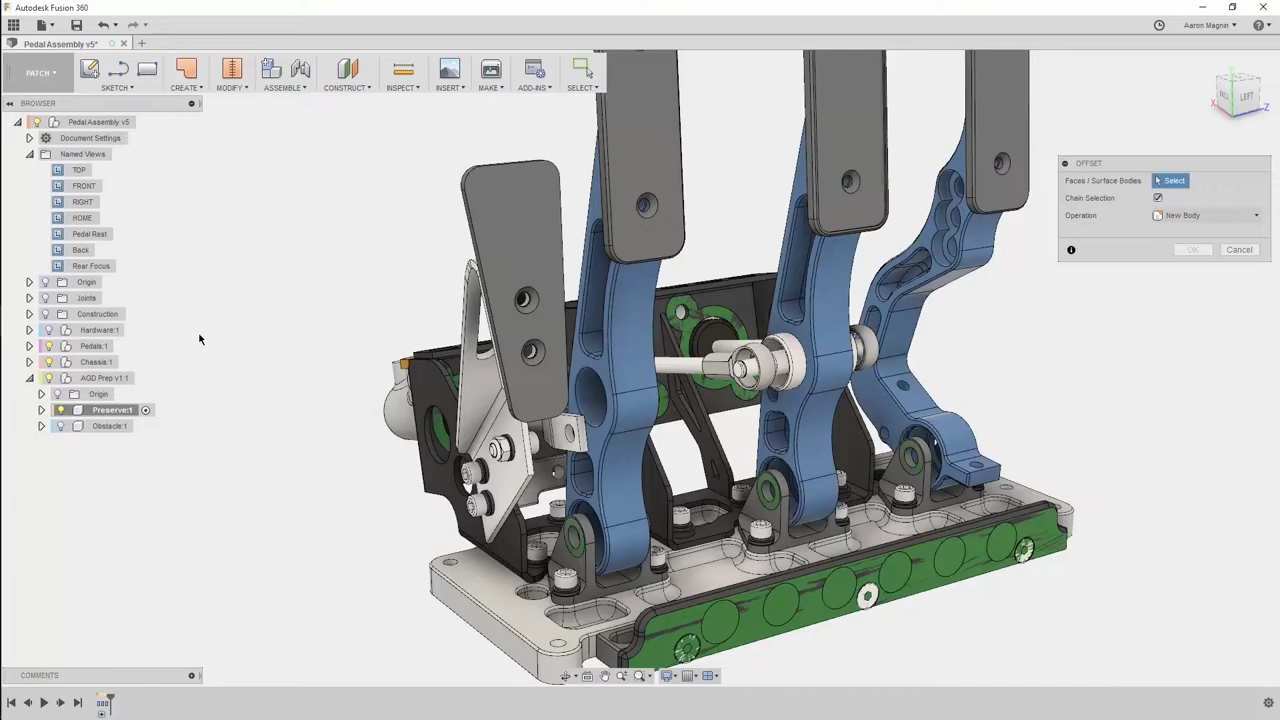 Autodesk Fusion 360
Aaron Magnin
Pedal Assembly v5*
PATCH
SKETCH
CREATE
MODIFY
ASSEMBLE
CONSTRUCT
INSPECT
INSERT
MAKE
ADD-INS
SELECT
BROWSER
Pedal Assembly v5
Document Settings
Named Views
TOP
FRONT
RIGHT
HOME
Pedal Rest
Back
Rear Focus
Origin
Joints
Construction
Hardware:1
Pedals:1
Chassis:1
AGD Prep v1:1
Origin
Preserve:1
Obstacle:1
LEFT
X
Z
OFFSET
Faces / Surface Bodies
Select
Chain Selection
Operation
New Body
OK
Cancel
COMMENTS